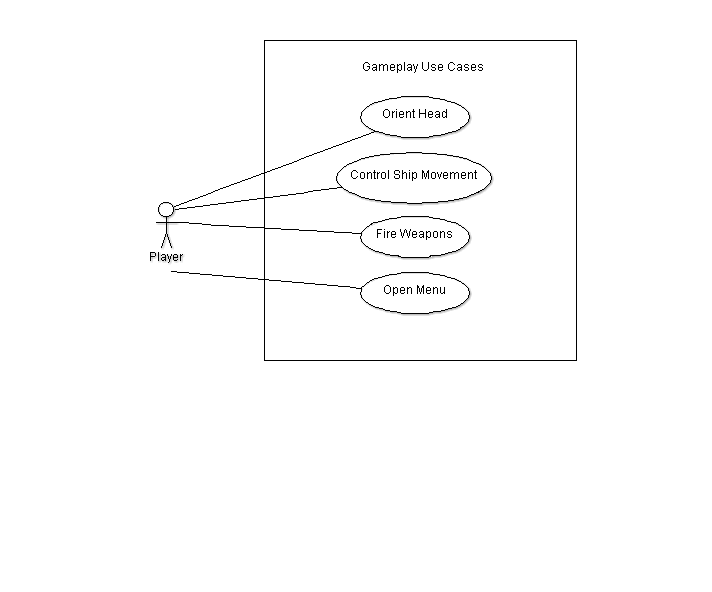 Gameplay Use Cases
Orient Head
Control Ship Movement
Fire Weapons
Player
Open Menu